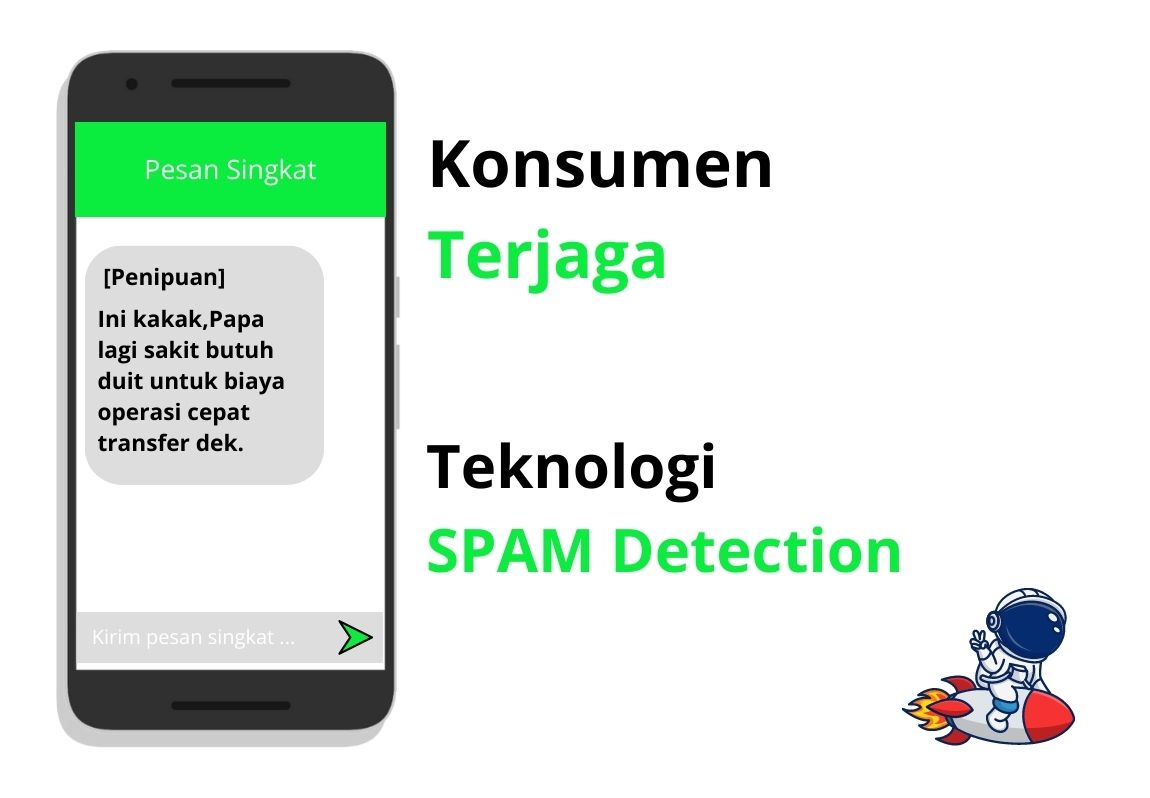 Pesan Singkat
[Penipuan]
Ini kakak,Papa
lagi sakit butuh
duit untuk biaya
operasi cepat
transfer dek.
Kirim pesan singkat ...
Konsumen
Terjaga
Teknologi
SPAM Detection